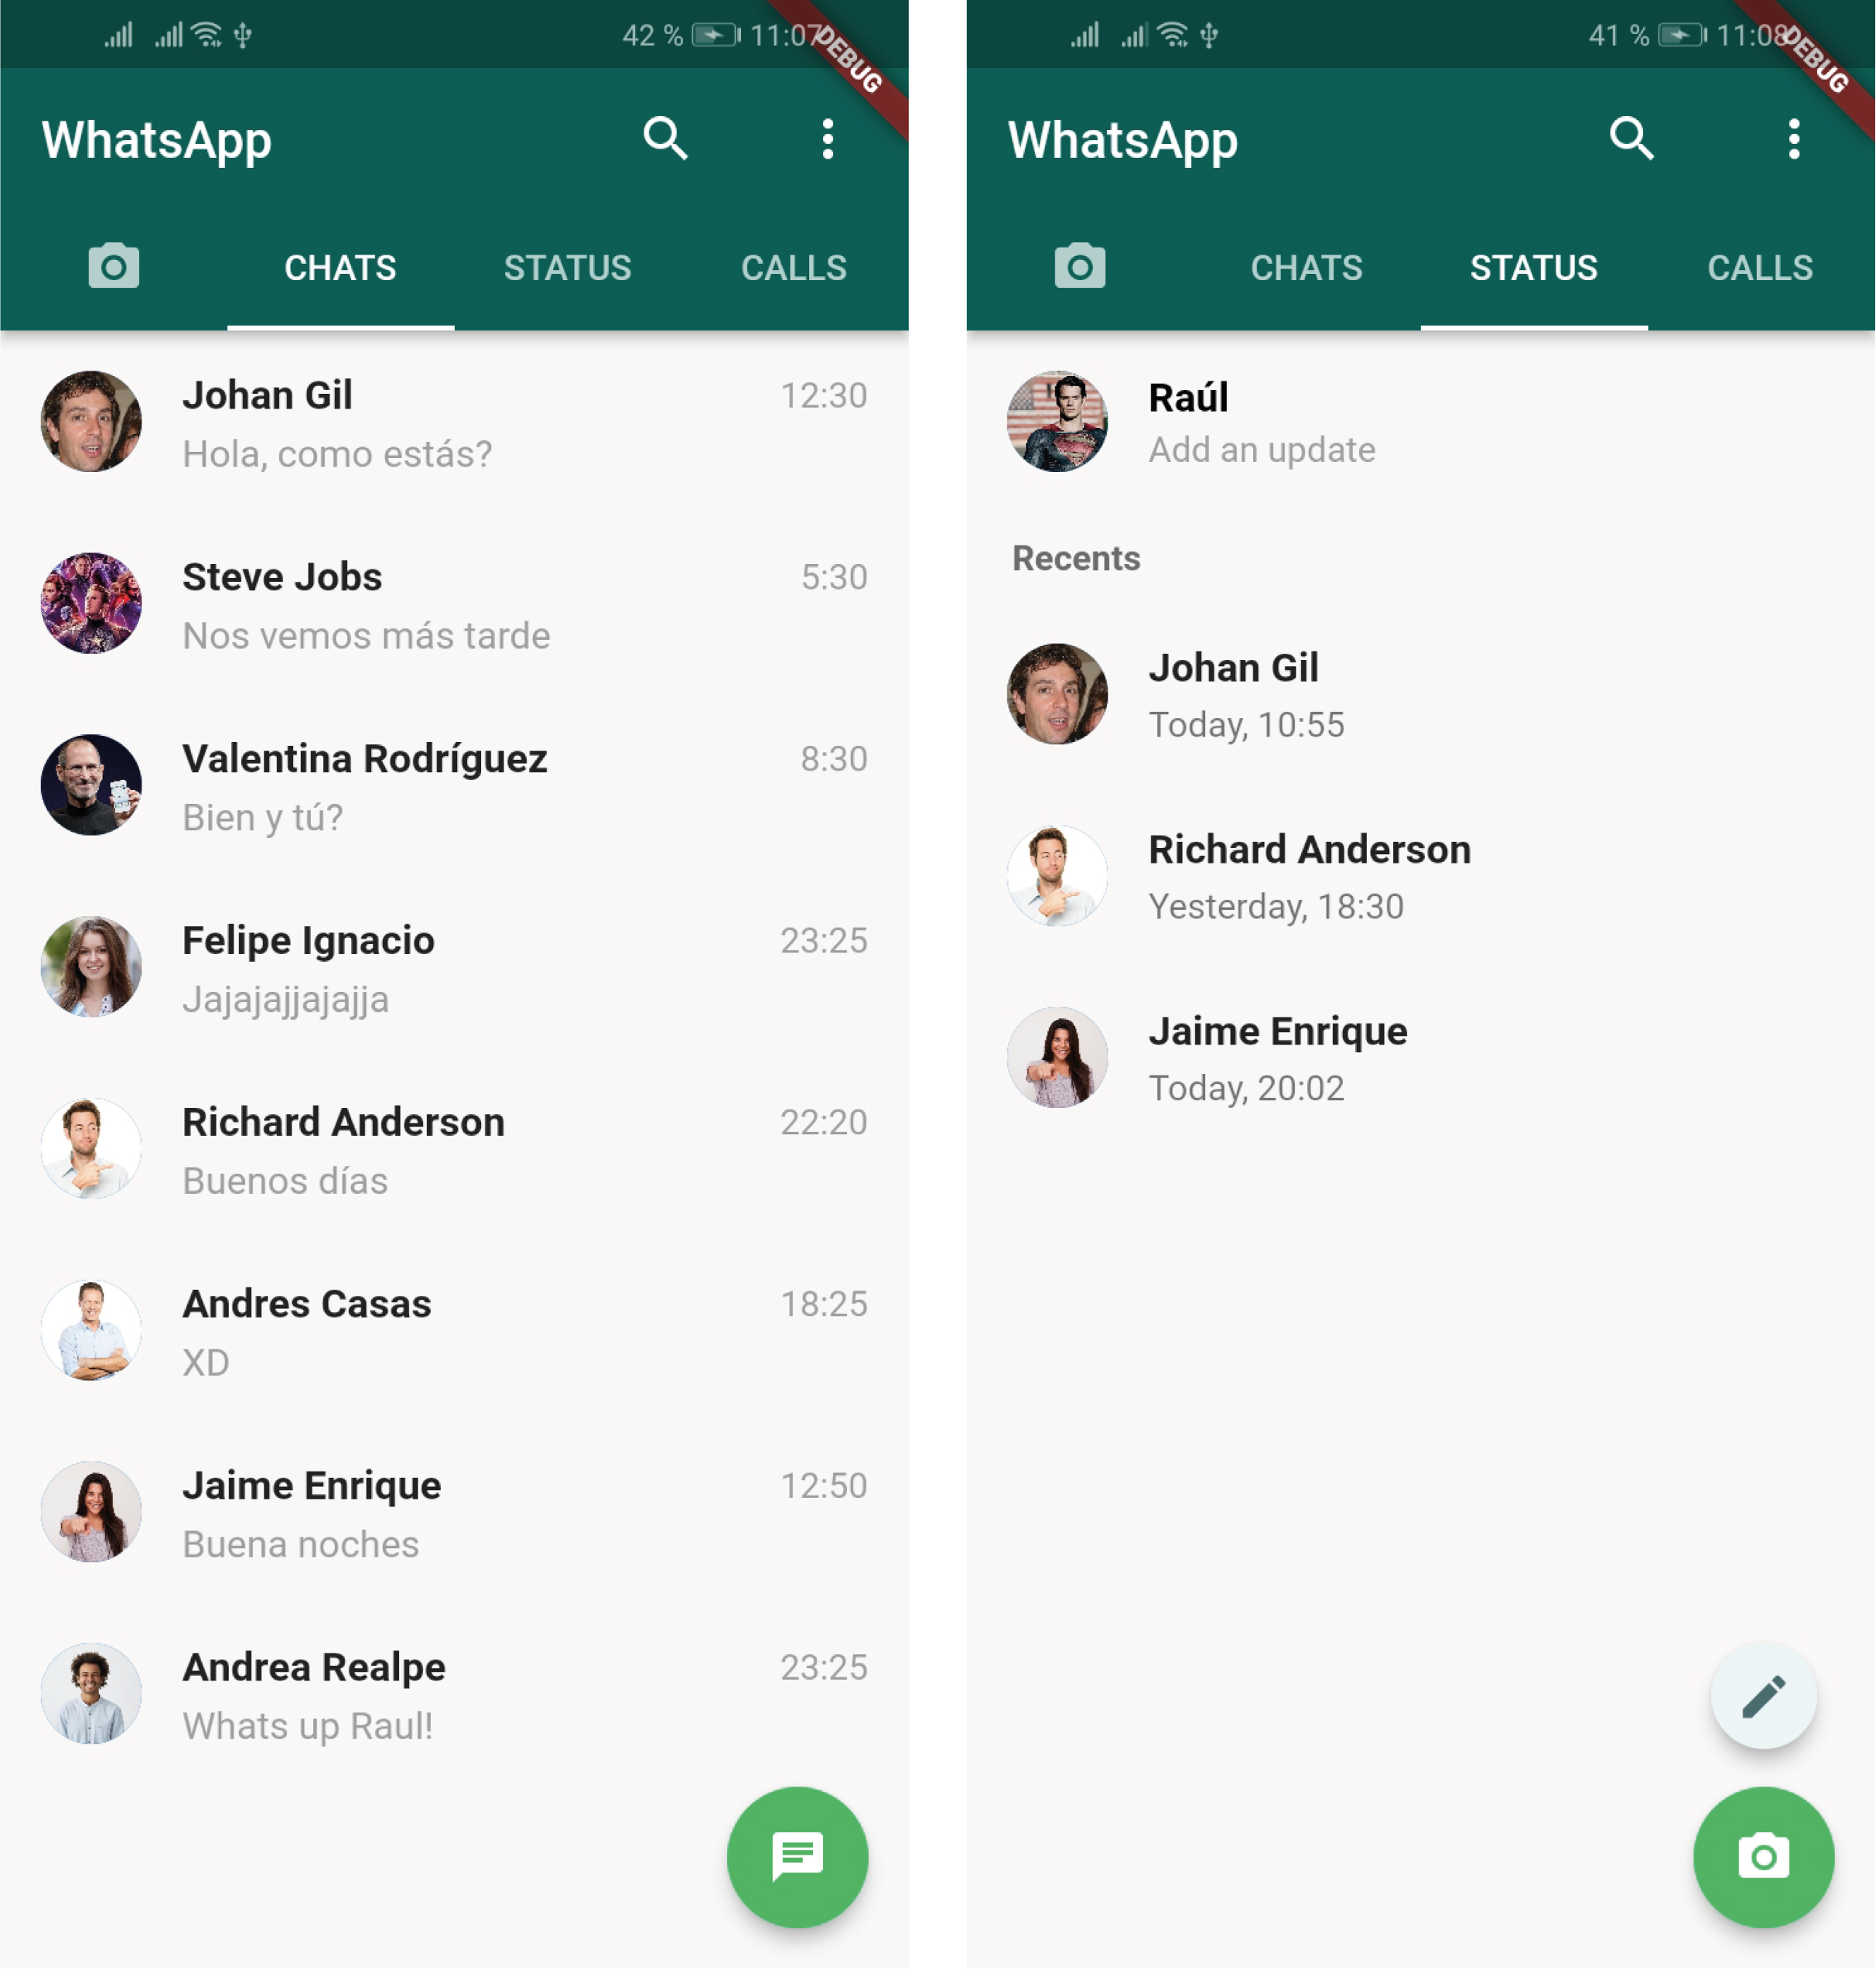 42 % 11:07
DEBUG
WhatsApp
CHATS STATUS CALLS
Johan Gil 12:30
Hola, como estás?
Steve Jobs 5:30
Nos vemos más tarde
Valentina Rodríguez 8:30
Bien y tú?
Felipe Ignacio 23:25
Jajajajjajajja
Richard Anderson 22:20
Buenos días
Andres Casas 18:25
XD
Jaime Enrique 12:50
Buena noches
Andrea Realpe 23:25
Whats up Raul!
41 % 11:08
DEBUG
WhatsApp
CHATS STATUS CALLS
Raúl
Add an update
Recents
Johan Gil
Today, 10:55
Richard Anderson
Yesterday, 18:30
Jaime Enrique
Today, 20:02